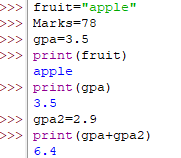 >>> fruit="apple"
>>> Marks=78
>>> gpa=3.5
>>> print(fruit)
apple
>>> print(gpa)
3.5
>>> gpa2=2.9
>>> print(gpa+gpa2)
6.4